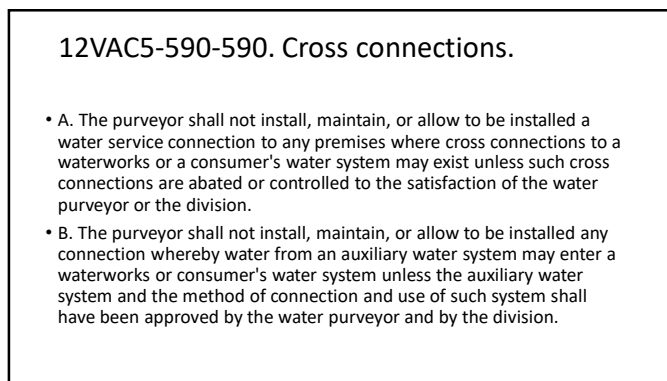 12VAC5-590-590. Cross connections.
• A. The purveyor shall not install, maintain, or allow to be installed a
water service connection to any premises where cross connections to a
waterworks or a consumer's water system may exist unless such cross
connections are abated or controlled to the satisfaction of the water
purveyor or the division.
• B. The purveyor shall not install, maintain, or allow to be installed any
connection whereby water from an auxiliary water system may enter a
waterworks or consumer's water system unless the auxiliary water
system and the method of connection and use of such system shall
have been approved by the water purveyor and by the division.